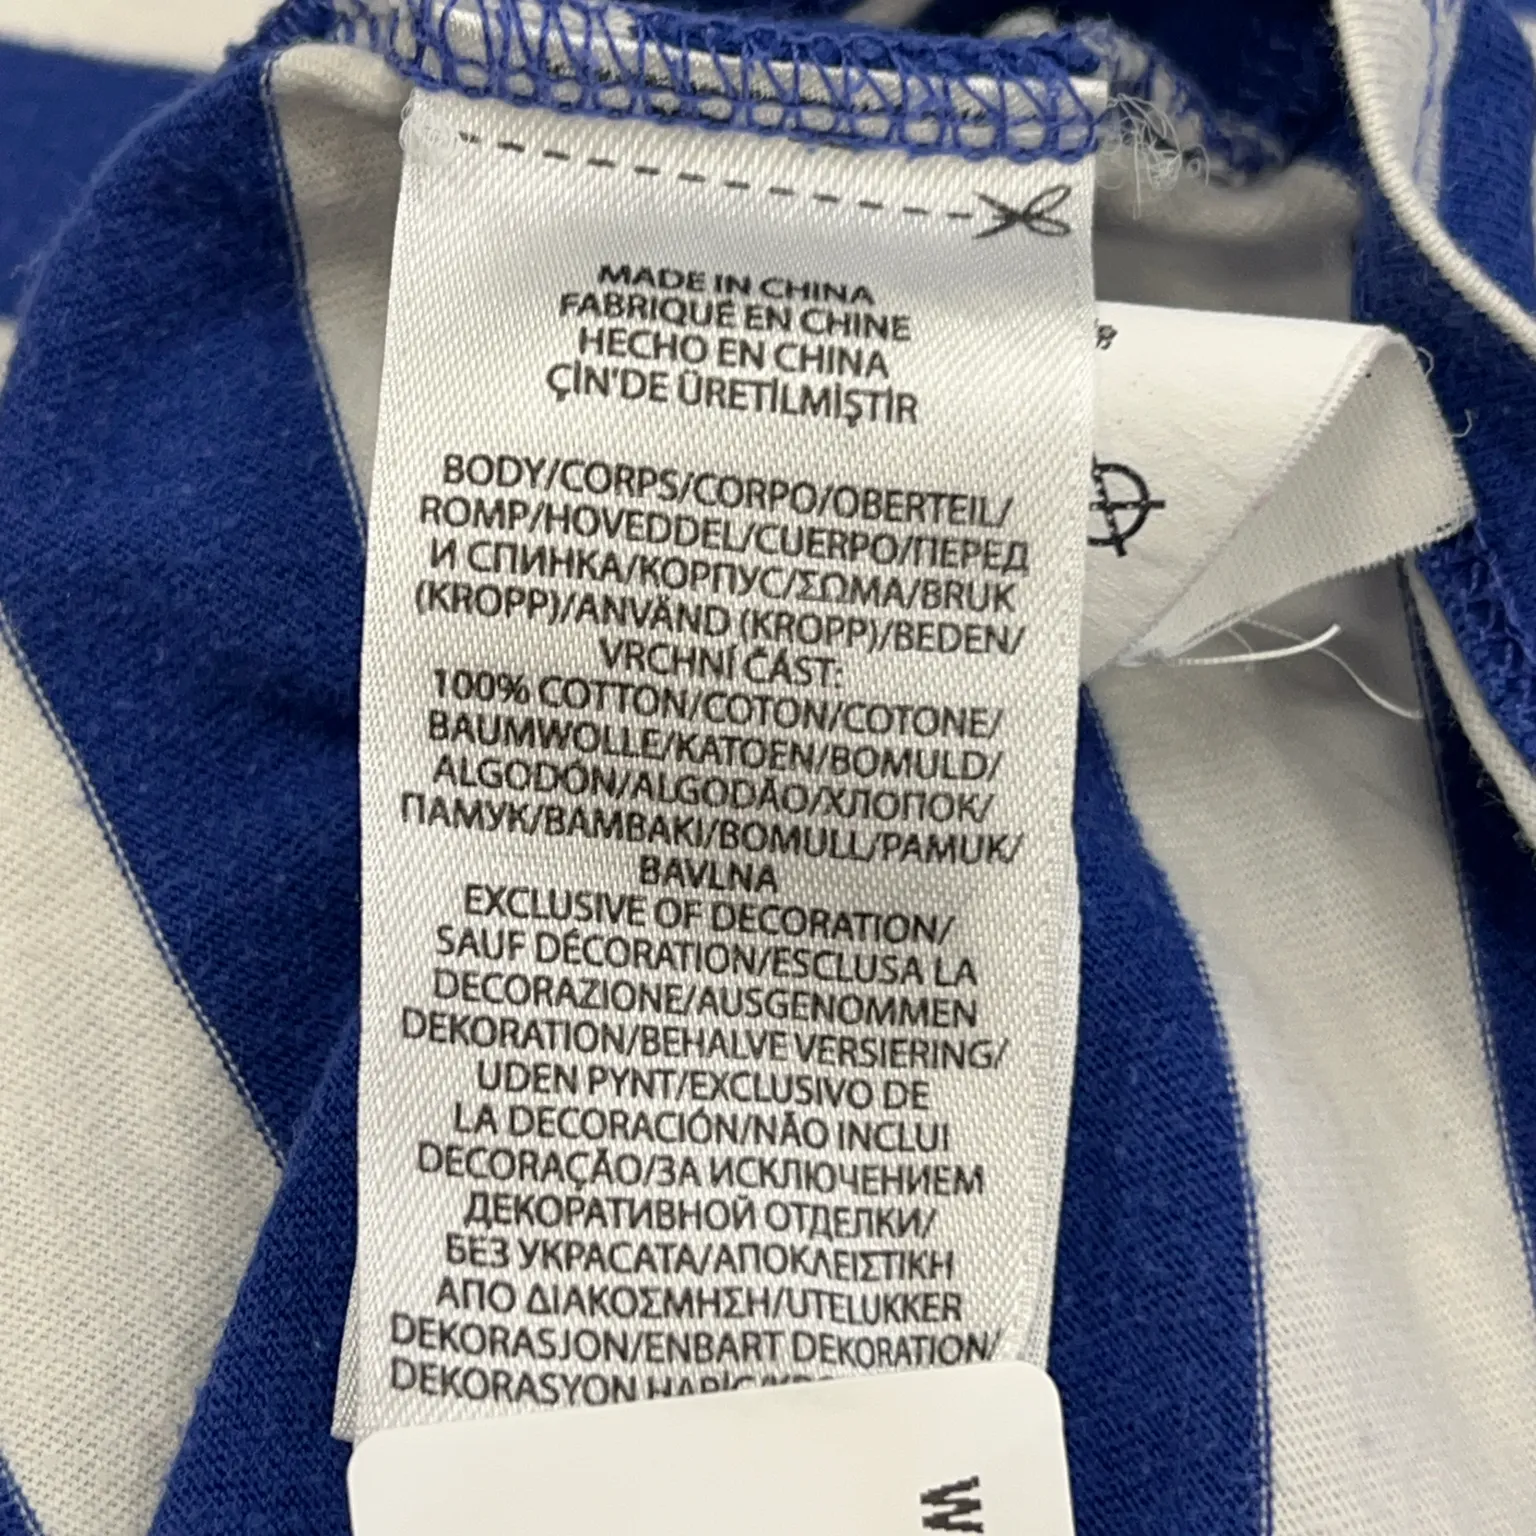 MADE IN CHINA
FABRIQUÉ EN CHINE
HECHO EN CHINA
ÇİN'DE ÜRETİLMİŞTİR
BODY/CORPS/CORPO/OBERTEIL/
ROMP/HOVEDDEL/CUERPO/ПЕРЕД
И СПИНКА/КОРПУС/ΣΩΜΑ/BRUK
(KROPP)/ANVÄND (KROPP)/BEDEN/
VRCHNÍ ČÁST:
100% COTTON/COTON/COTONE/
BAUMWOLLE/KATOEN/BOMULD/
ALGODÓN/ALGODÃO/ХЛОПОК/
ПАМУК/ΒΑΜΒΑΚΙ/BOMULL/PAMUK/
BAVLNA
EXCLUSIVE OF DECORATION/
SAUF DÉCORATION/ESCLUSA LA
DECORAZIONE/AUSGENOMMEN
DEKORATION/BEHALVE VERSIERING/
UDEN PYNT/EXCLUSIVO DE
LA DECORACIÓN/NÃO INCLUI
DECORAÇÃO/ЗА ИСКЛЮЧЕНИЕМ
ДЕКОРАТИВНОЙ ОТДЕЛКИ/
БЕЗ УКРАСАТА/ΑΠΟΚΛΕΙΣΤΙΚΗ
ΑΠΟ ΔΙΑΚΟΣΜΗΣΗ/UTELUKKER
DEKORASJON/ENBART DEKORATION/
DEKORASYON HARİÇ/
W